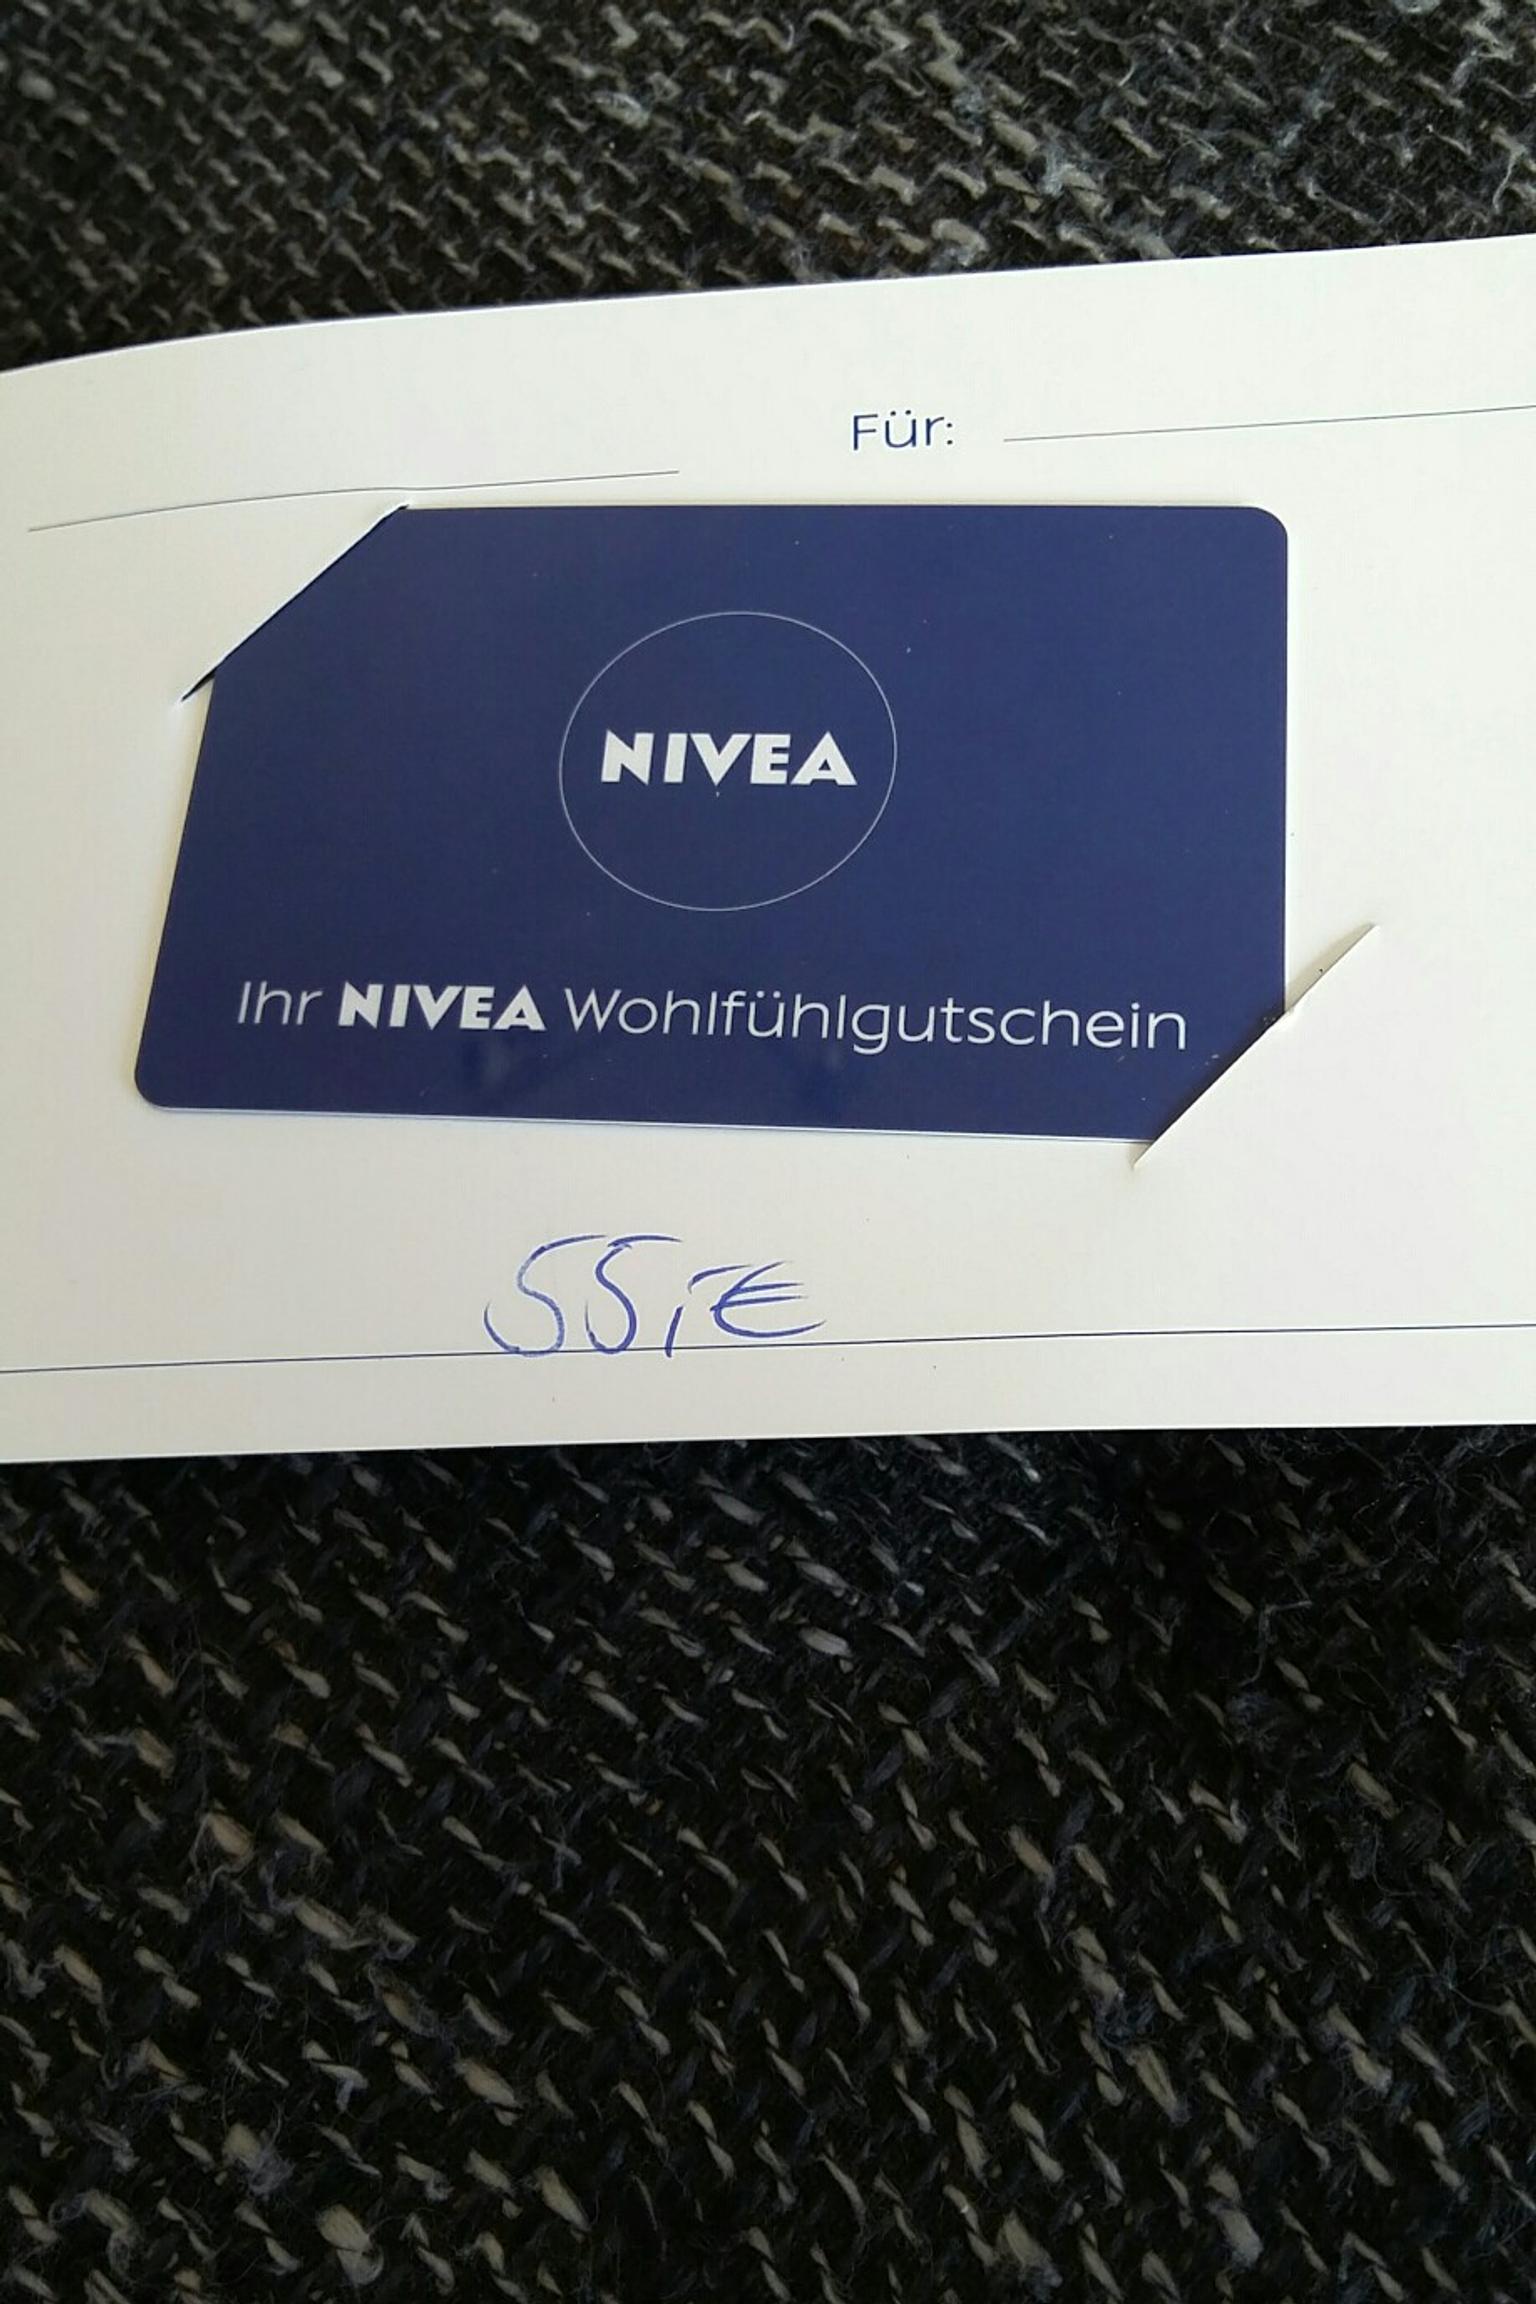 Für:
NIVEA
Ihr NIVEA Wohlfühlgutschein
55,-€